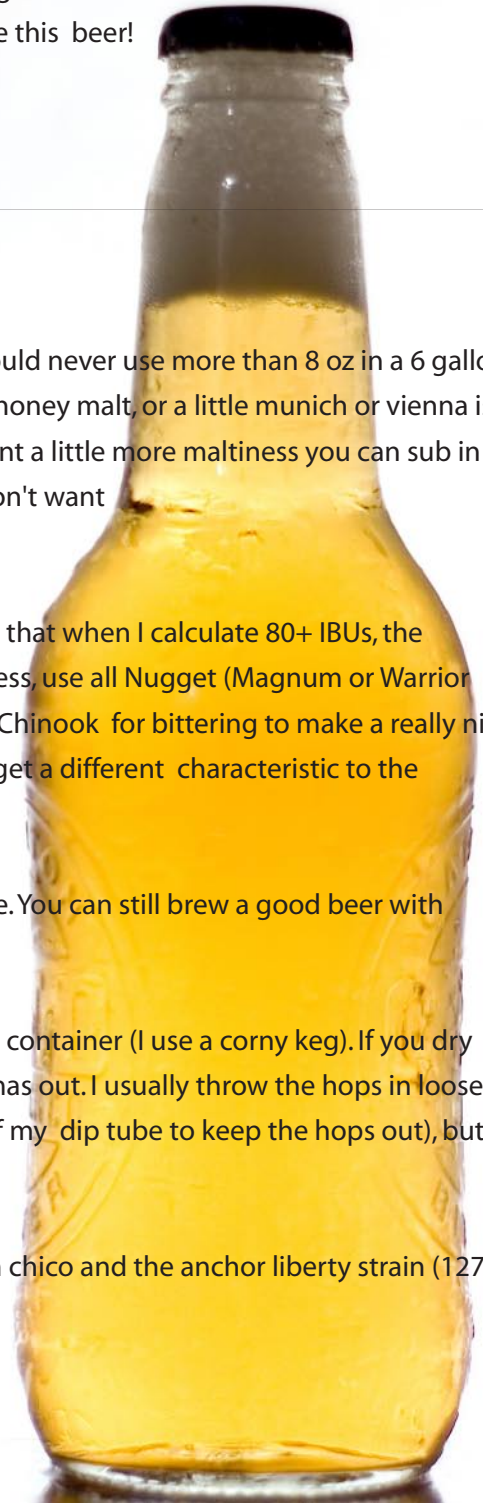 e this beer!
ould never use more than 8 oz in a 6 gallo
honey malt, or a little munich or vienna i
nt a little more maltiness you can sub in
on't want
that when I calculate 80+ IBUs, the
ess, use all Nugget (Magnum or Warrior
Chinook for bittering to make a really ni
get a different characteristic to the
e. You can still brew a good beer with
container (I use a corny keg). If you dry
has out. I usually throw the hops in loose
f my dip tube to keep the hops out), but
chico and the anchor liberty strain (127